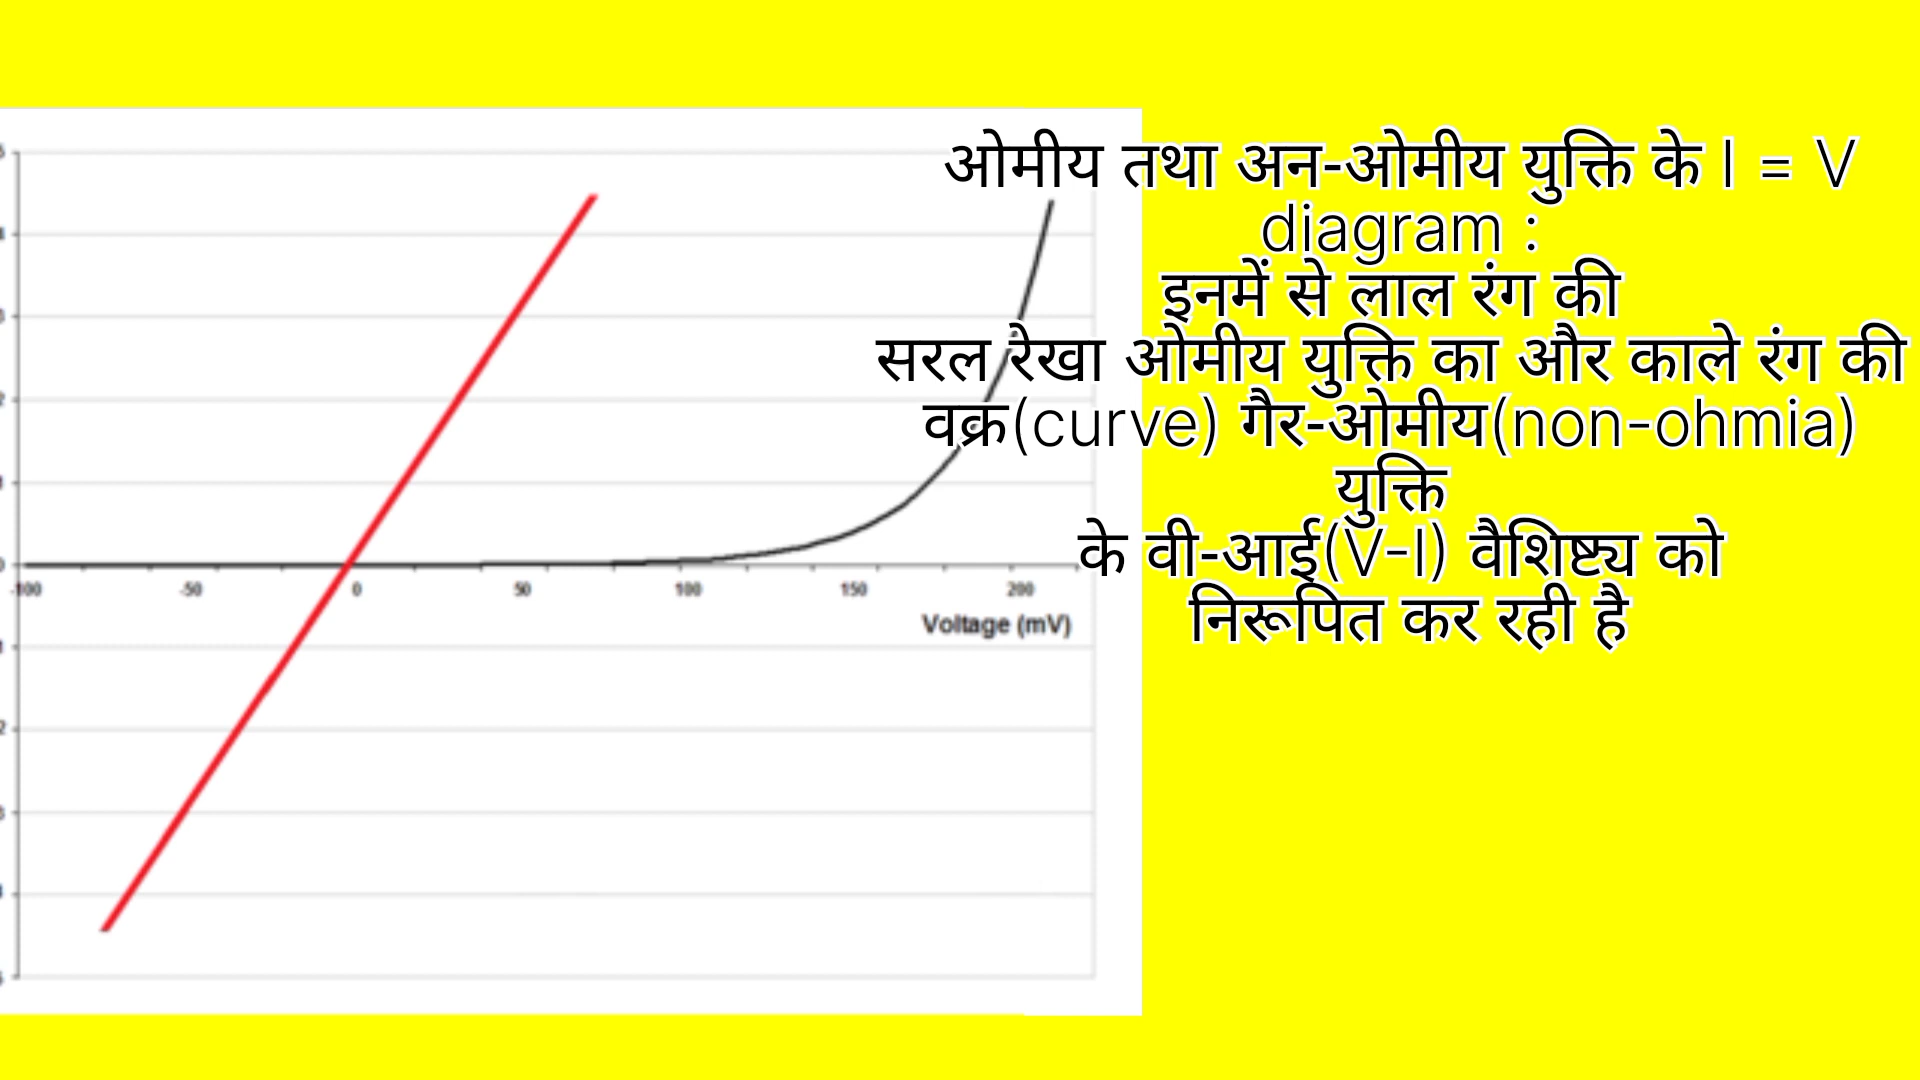 ओमीय तथा अन-ओमीय युक्ति के I = V
diagram :
इनमें से लाल रंग की
सरल रेखा ओमीय युक्ति का और काले रंग की
वक्र(curve) गैर-ओमीय(non-ohmia)
युक्ति
के वी-आई(V-I) वैशिष्ट्य को
निरूपित कर रही है
-100 -50 0 50 100 150 200
Voltage (mV)